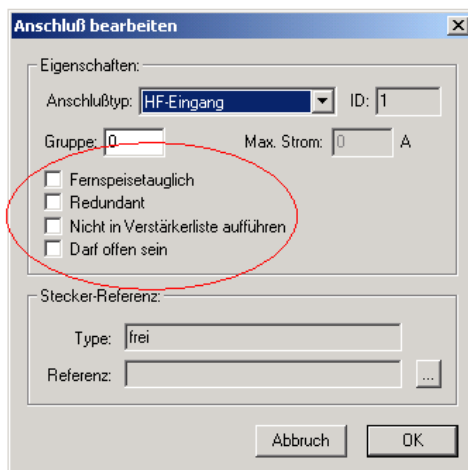 Anschluß bearbeiten
Eigenschaften:
Anschlußtyp: HF-Eingang ID: 1
Gruppe: 0 Max. Strom: 0 A
Fernspeisetauglich
Redundant
Nicht in Verstärkerliste aufführen
Darf offen sein
Stecker-Referenz:
Type: frei
Referenz: ...
Abbruch OK